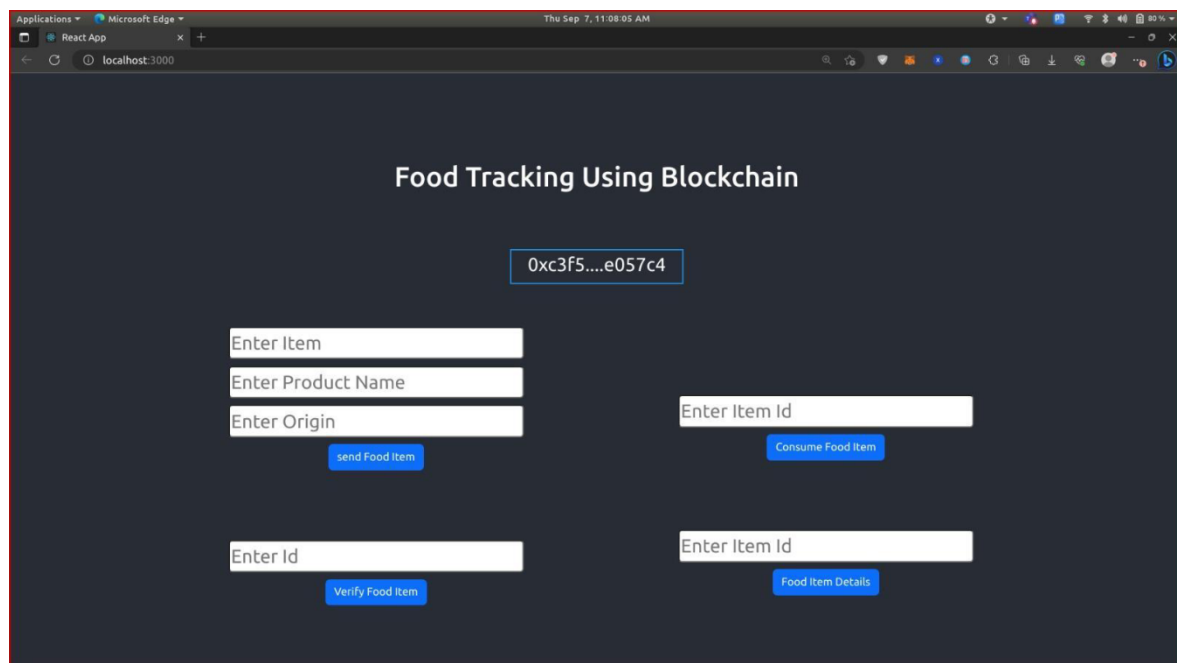 Applications Microsoft Edge Thu Sep 7, 11:08:05 AM 80 %
React App
localhost:3000
Food Tracking Using Blockchain
0xc3f5....e057c4
Enter Item
Enter Product Name
Enter Origin
send Food Item
Enter Item Id
Consume Food Item
Enter Id
Verify Food Item
Enter Item Id
Food Item Details